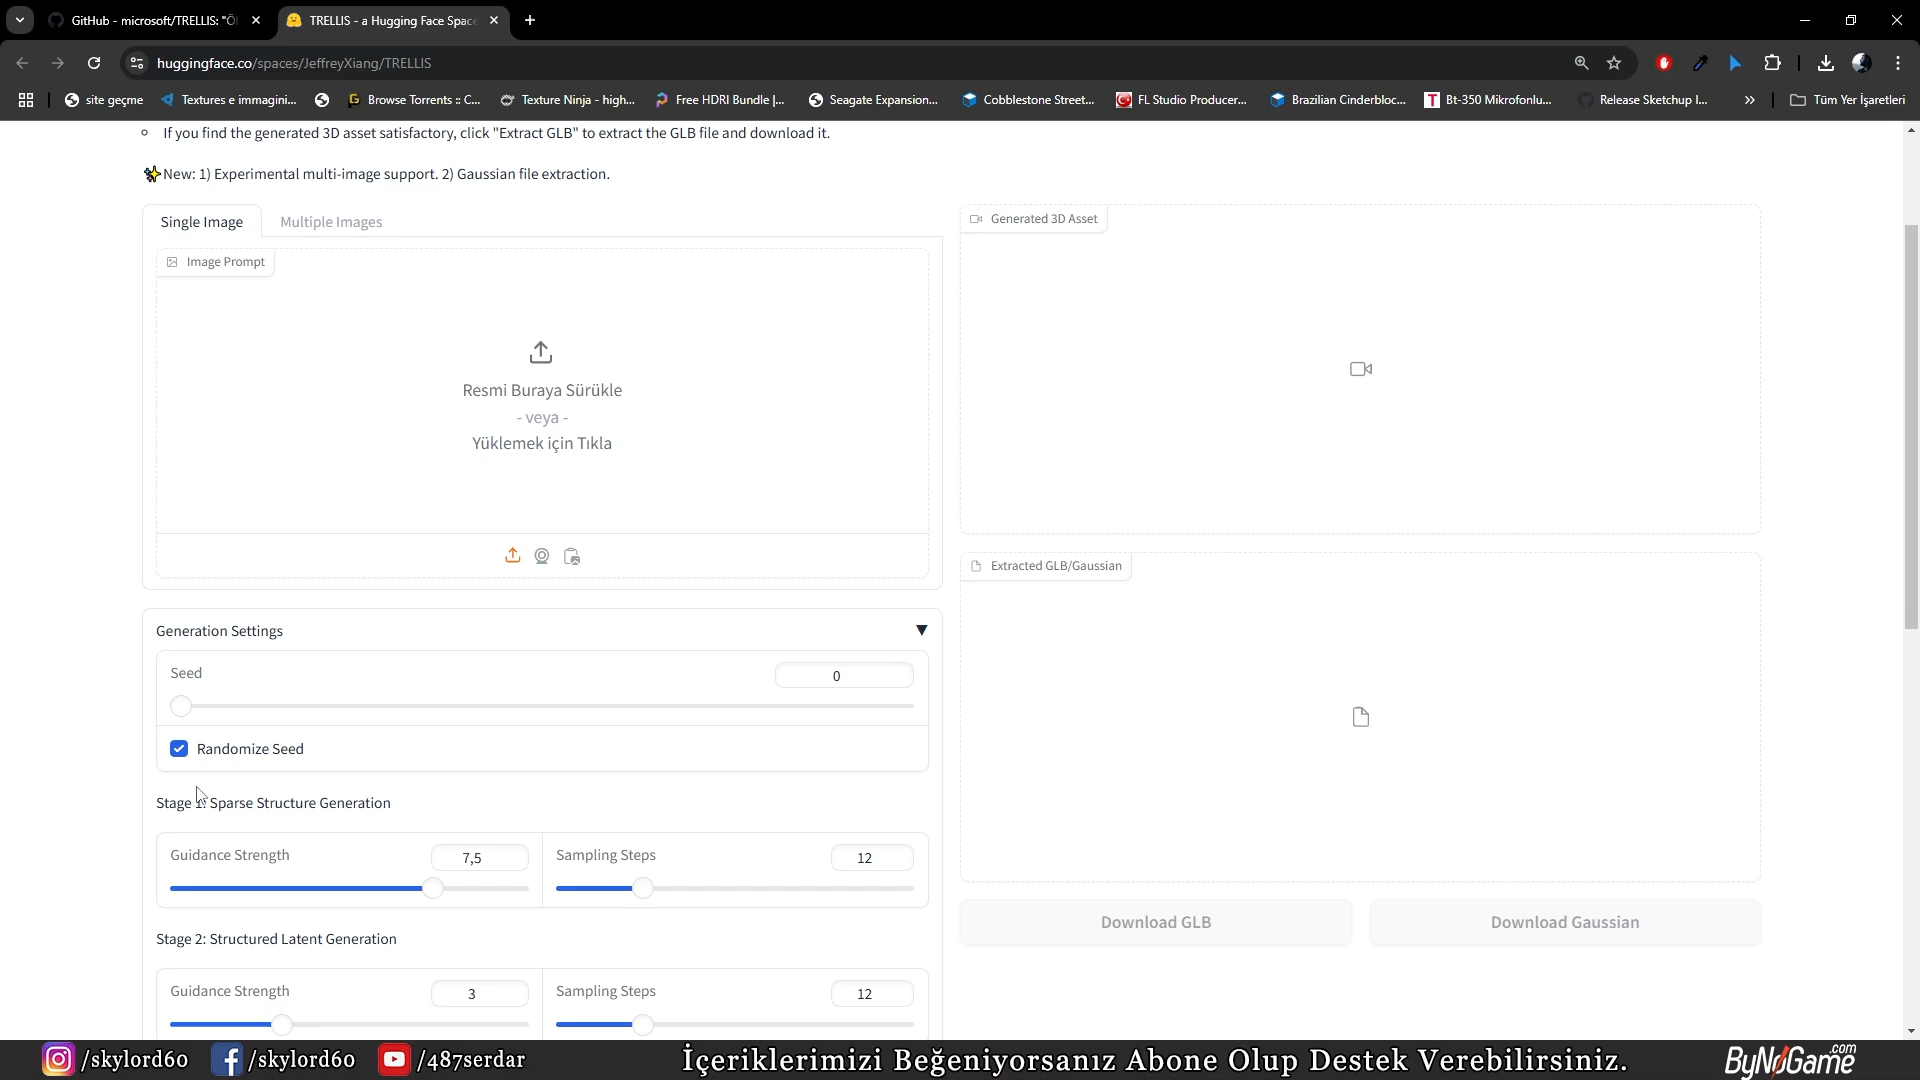 GitHub - microsoft/TRELLIS: "Ö
TRELLIS - a Hugging Face Space
huggingface.co/spaces/JeffreyXiang/TRELLIS
site geçme
Textures e immagini...
Browse Torrents :: C...
Texture Ninja - high...
Free HDRI Bundle |...
Seagate Expansion...
Cobblestone Street...
FL Studio Producer...
Brazilian Cinderbloc...
Bt-350 Mikrofonlu...
Release Sketchup I...
»
Tüm Yer İşaretleri
If you find the generated 3D asset satisfactory, click "Extract GLB" to extract the GLB file and download it.
✨New: 1) Experimental multi-image support. 2) Gaussian file extraction.
Single Image
Multiple Images
Image Prompt
Resmi Buraya Sürükle
- veya -
Yüklemek için Tıkla
Generated 3D Asset
Extracted GLB/Gaussian
Generation Settings
▼
Seed
0
Randomize Seed
Stage 1: Sparse Structure Generation
Guidance Strength
7,5
Sampling Steps
12
Stage 2: Structured Latent Generation
Guidance Strength
3
Sampling Steps
12
Download GLB
Download Gaussian
/skylord60
/skylord60
/487serdar
İçeriklerimizi Beğeniyorsanız Abone Olup Destek Verebilirsiniz.
ByNoGame.com